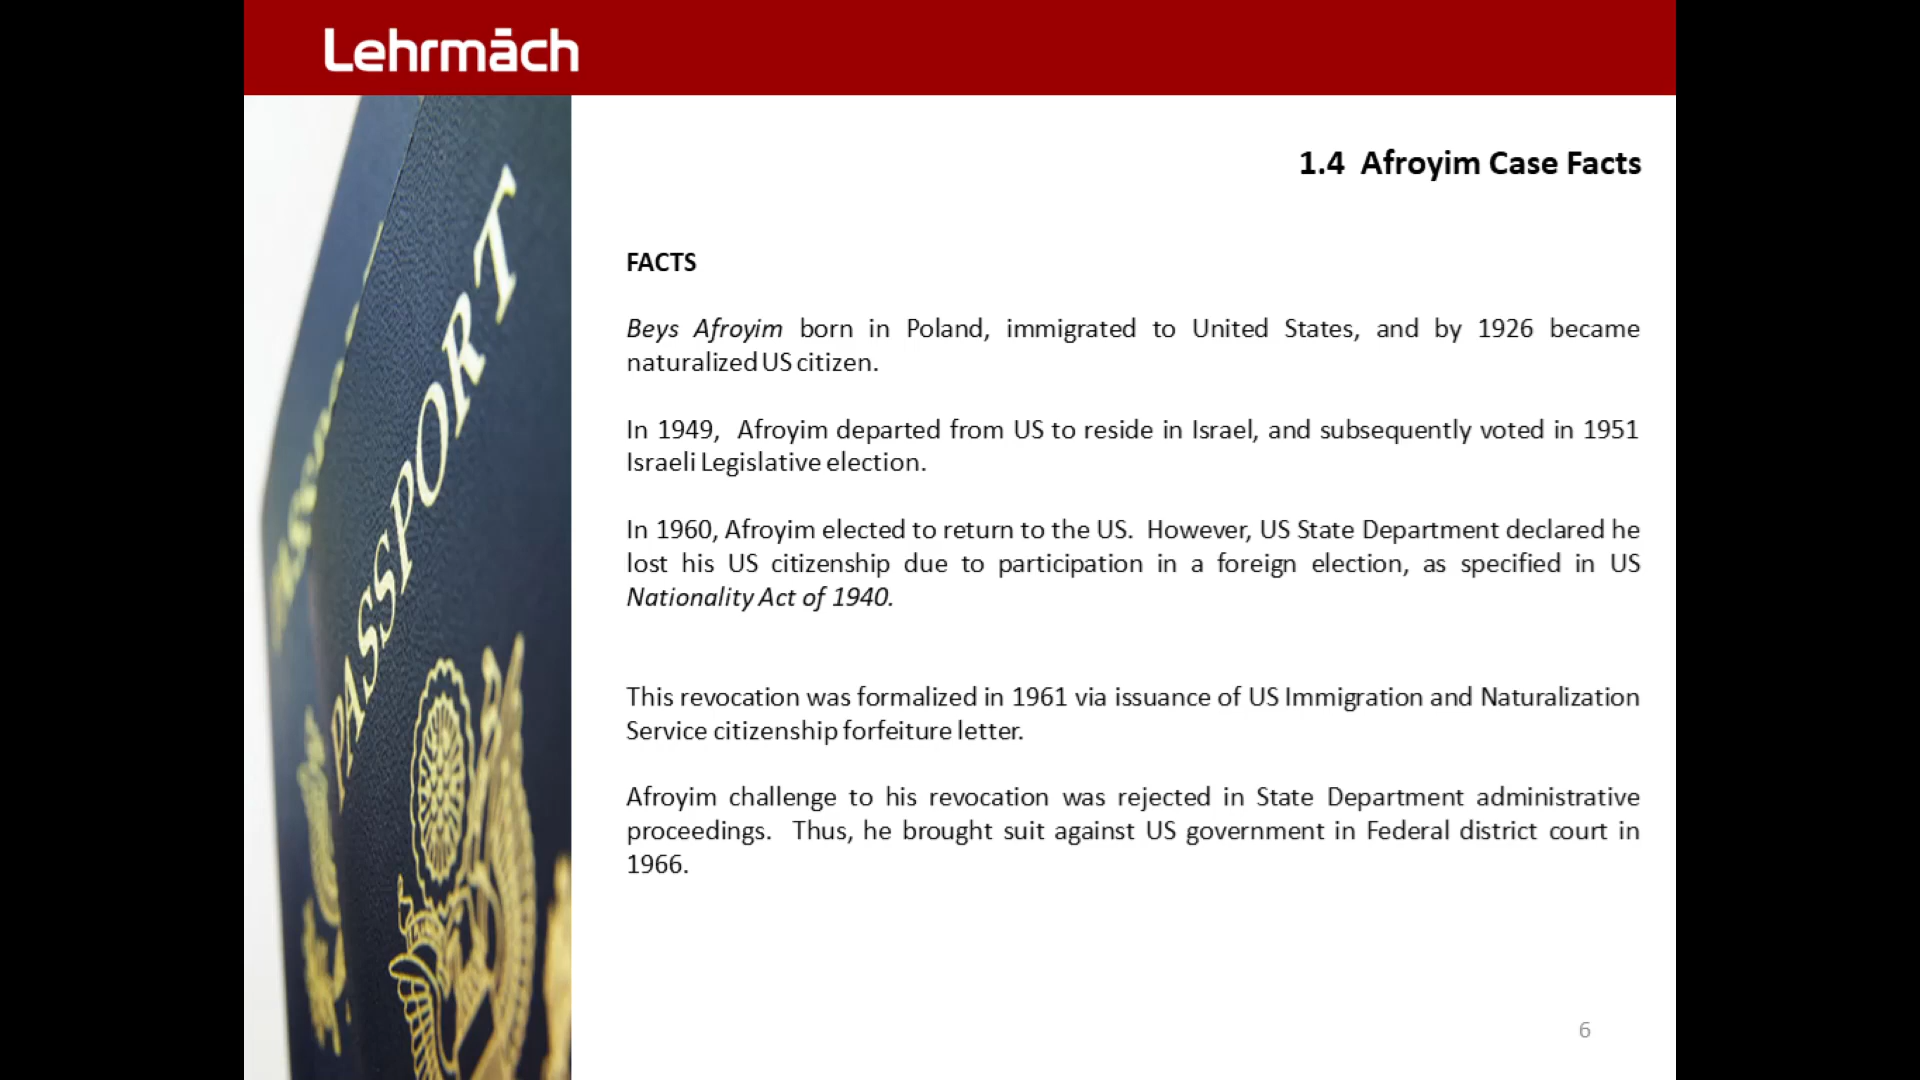 Lehrmāch
1.4 Afroyim Case Facts
PASSPORT
FACTS
Beys Afroyim born in Poland, immigrated to United States, and by 1926 became
naturalized US citizen.
In 1949, Afroyim departed from US to reside in Israel, and subsequently voted in 1951
Israeli Legislative election.
In 1960, Afroyim elected to return to the US. However, US State Department declared he
lost his US citizenship due to participation in a foreign election, as specified in US
Nationality Act of 1940.
This revocation was formalized in 1961 via issuance of US Immigration and Naturalization
Service citizenship forfeiture letter.
Afroyim challenge to his revocation was rejected in State Department administrative
proceedings. Thus, he brought suit against US government in Federal district court in
1966.
6